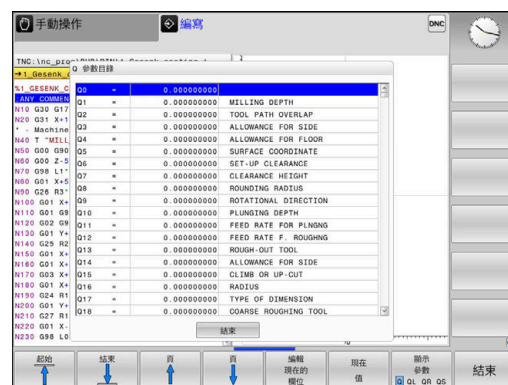 手動操作
編寫
DNC
TNC:\nc_pro
→1_Gesenk_
%1_GESENK_C
ANY COMMEN
N10 G30 G17
N20 G31 X+1
* - Machine
N40 T "MILL
N50 G00 G90
N60 G00 Z-5
N70 G98 L1*
N60 G01 X+5
N90 G26 R3*
N100 G01 X+
N110 G01 G9
N120 G02 G9
N130 G01 Y+
N140 G25 R2
N150 G01 X+
N160 G01 X+
N170 G03 X+
N180 G01 X+
N190 G24 R1
N200 G01 Y+
N210 G27 R1
N220 G01 X-
N230 G98 L0
Q 參數目錄
Q0 = 0.000000000
Q1 = 0.000000000 MILLING DEPTH
Q2 = 0.000000000 TOOL PATH OVERLAP
Q3 = 0.000000000 ALLOWANCE FOR SIDE
Q4 = 0.000000000 ALLOWANCE FOR FLOOR
Q5 = 0.000000000 SURFACE COORDINATE
Q6 = 0.000000000 SET-UP CLEARANCE
Q7 = 0.000000000 CLEARANCE HEIGHT
Q8 = 0.000000000 ROUNDING RADIUS
Q9 = 0.000000000 ROTATIONAL DIRECTION
Q10 = 0.000000000 PLUNGING DEPTH
Q11 = 0.000000000 FEED RATE FOR PLNGNG
Q12 = 0.000000000 FEED RATE F. ROUGHNG
Q13 = 0.000000000 ROUGH-OUT TOOL
Q14 = 0.000000000 ALLOWANCE FOR SIDE
Q15 = 0.000000000 CLIMB OR UP-CUT
Q16 = 0.000000000 RADIUS
Q17 = 0.000000000 TYPE OF DIMENSION
Q18 = 0.000000000 COARSE ROUGHING TOOL
結束
起始
結束
頁
頁
編輯
現在的
欄位
現在
值
顯示
參數
Q QL QR QS
結束